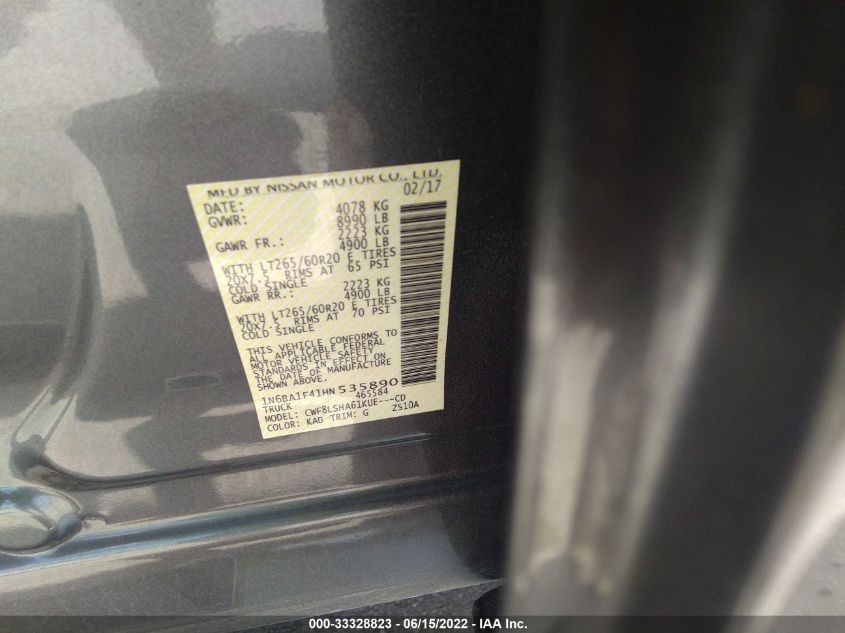 MFD BY NISSAN MOTOR CO., LTD.
DATE: 02/17
GVWR: 4078 KG
8990 LB
GAWR FR.: 2223 KG
4900 LB
WITH LT265/60R20 E TIRES
20X7.5 RIMS AT 65 PSI
COLD SINGLE
GAWR RR.: 2223 KG
4900 LB
WITH LT265/60R20 E TIRES
20X7.5 RIMS AT 70 PSI
COLD SINGLE
THIS VEHICLE CONFORMS TO
ALL APPLICABLE FEDERAL
MOTOR VEHICLE SAFETY
STANDARDS IN EFFECT ON
THE DATE OF MANUFACTURE
SHOWN ABOVE.
1N6BA1F41HN535890
TRUCK 465584
MODEL: CWF8LSHA61KUE---CD
COLOR: KAD TRIM: G ZS10A
000-33328823 - 06/15/2022 - IAA Inc.